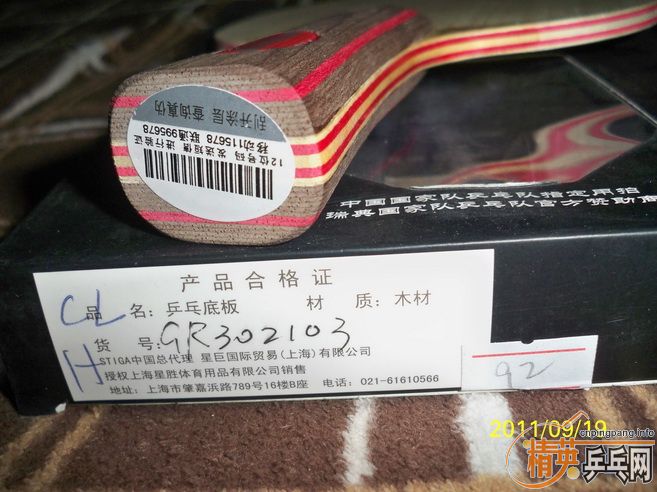 刮开涂层 查询真伪
移动1156678 联通995678
12位号码 发送短信 进行验证
中国国家队乒乓队指定用拍
瑞典国家队乒乓队官方赞助商
产品合格证
CL
品 名: 乒乓底板 材 质: 木材
货 号: GR302103
H
STIGA中国总代理 星巨国际贸易(上海)有限公司
授权上海星胜体育用品有限公司销售
地址: 上海市肇嘉浜路789号16楼B座 电话: 021-61610566
92
2011/09/19
cnpingpang.info
精英乒乓网